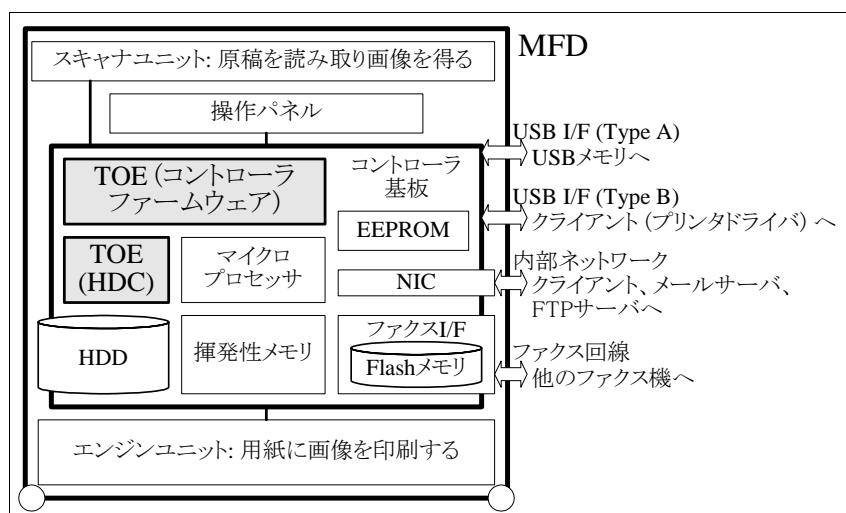 スキャナユニット: 原稿を読み取り画像を得る
MFD
操作パネル
TOE (コントローラ
ファームウェア)
コントローラ
基板
EEPROM
TOE
(HDC)
マイクロ
プロセッサ
NIC
HDD
揮発性メモリ
ファクスI/F
Flashメモリ
エンジンユニット: 用紙に画像を印刷する
USB I/F (Type A)
USBメモリへ
USB I/F (Type B)
クライアント (プリンタドライバ) へ
内部ネットワーク
クライアント、メールサーバ、
FTPサーバへ
ファクス回線
他のファクス機へ